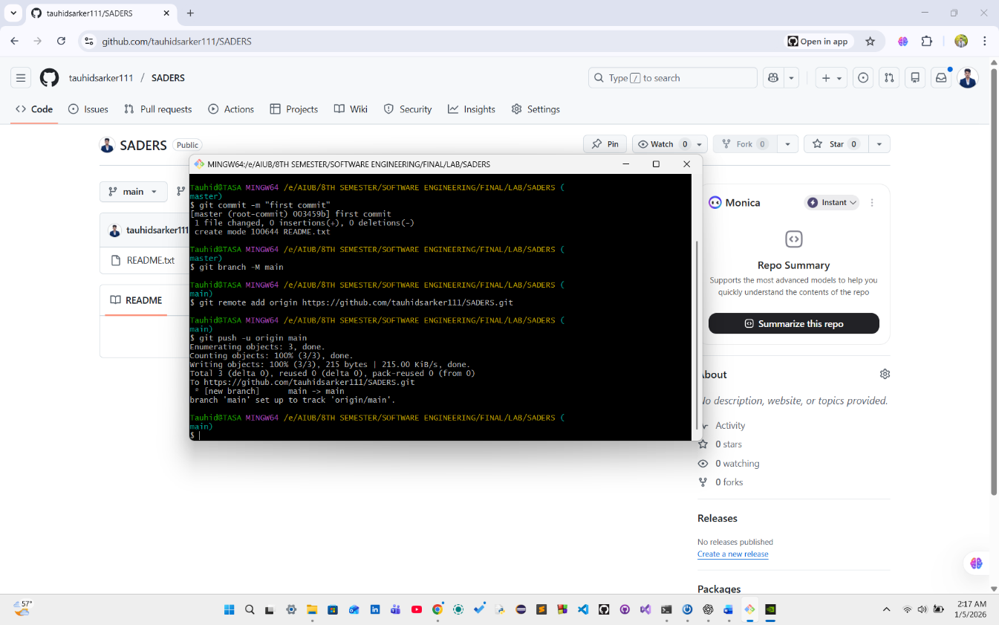 tauhidsarker111/SADERS
github.com/tauhidsarker111/SADERS
Open in app
tauhidsarker111 / SADERS
Type / to search
Code
Issues
Pull requests
Actions
Projects
Wiki
Security
Insights
Settings
SADERS Public
Pin
Watch 0
Fork 0
Star 0
main
tauhidsarker111
README.txt
README
MINGW64:/e/AIUB/8TH SEMESTER/SOFTWARE ENGINEERING/FINAL/LAB/SADERS
Tauhid@TASA MINGW64 /e/AIUB/8TH SEMESTER/SOFTWARE ENGINEERING/FINAL/LAB/SADERS (
master)
$ git commit -m "first commit"
[master (root-commit) 003459b] first commit
1 file changed, 0 insertions(+), 0 deletions(-)
create mode 100644 README.txt
Tauhid@TASA MINGW64 /e/AIUB/8TH SEMESTER/SOFTWARE ENGINEERING/FINAL/LAB/SADERS (
master)
$ git branch -M main
Tauhid@TASA MINGW64 /e/AIUB/8TH SEMESTER/SOFTWARE ENGINEERING/FINAL/LAB/SADERS (
main)
$ git remote add origin https://github.com/tauhidsarker111/SADERS.git
Tauhid@TASA MINGW64 /e/AIUB/8TH SEMESTER/SOFTWARE ENGINEERING/FINAL/LAB/SADERS (
main)
$ git push -u origin main
Enumerating objects: 3, done.
Counting objects: 100% (3/3), done.
Writing objects: 100% (3/3), 215 bytes | 215.00 KiB/s, done.
Total 3 (delta 0), reused 0 (delta 0), pack-reused 0 (from 0)
To https://github.com/tauhidsarker111/SADERS.git
* [new branch] main -> main
branch 'main' set up to track 'origin/main'.
Tauhid@TASA MINGW64 /e/AIUB/8TH SEMESTER/SOFTWARE ENGINEERING/FINAL/LAB/SADERS (
main)
$
Monica
Instant
Repo Summary
Supports the most advanced models to help you
quickly understand the contents of the repo
Summarize this repo
About
No description, website, or topics provided.
Activity
0 stars
0 watching
0 forks
Releases
No releases published
Create a new release
Packages
57°
2:17 AM
1/5/2026